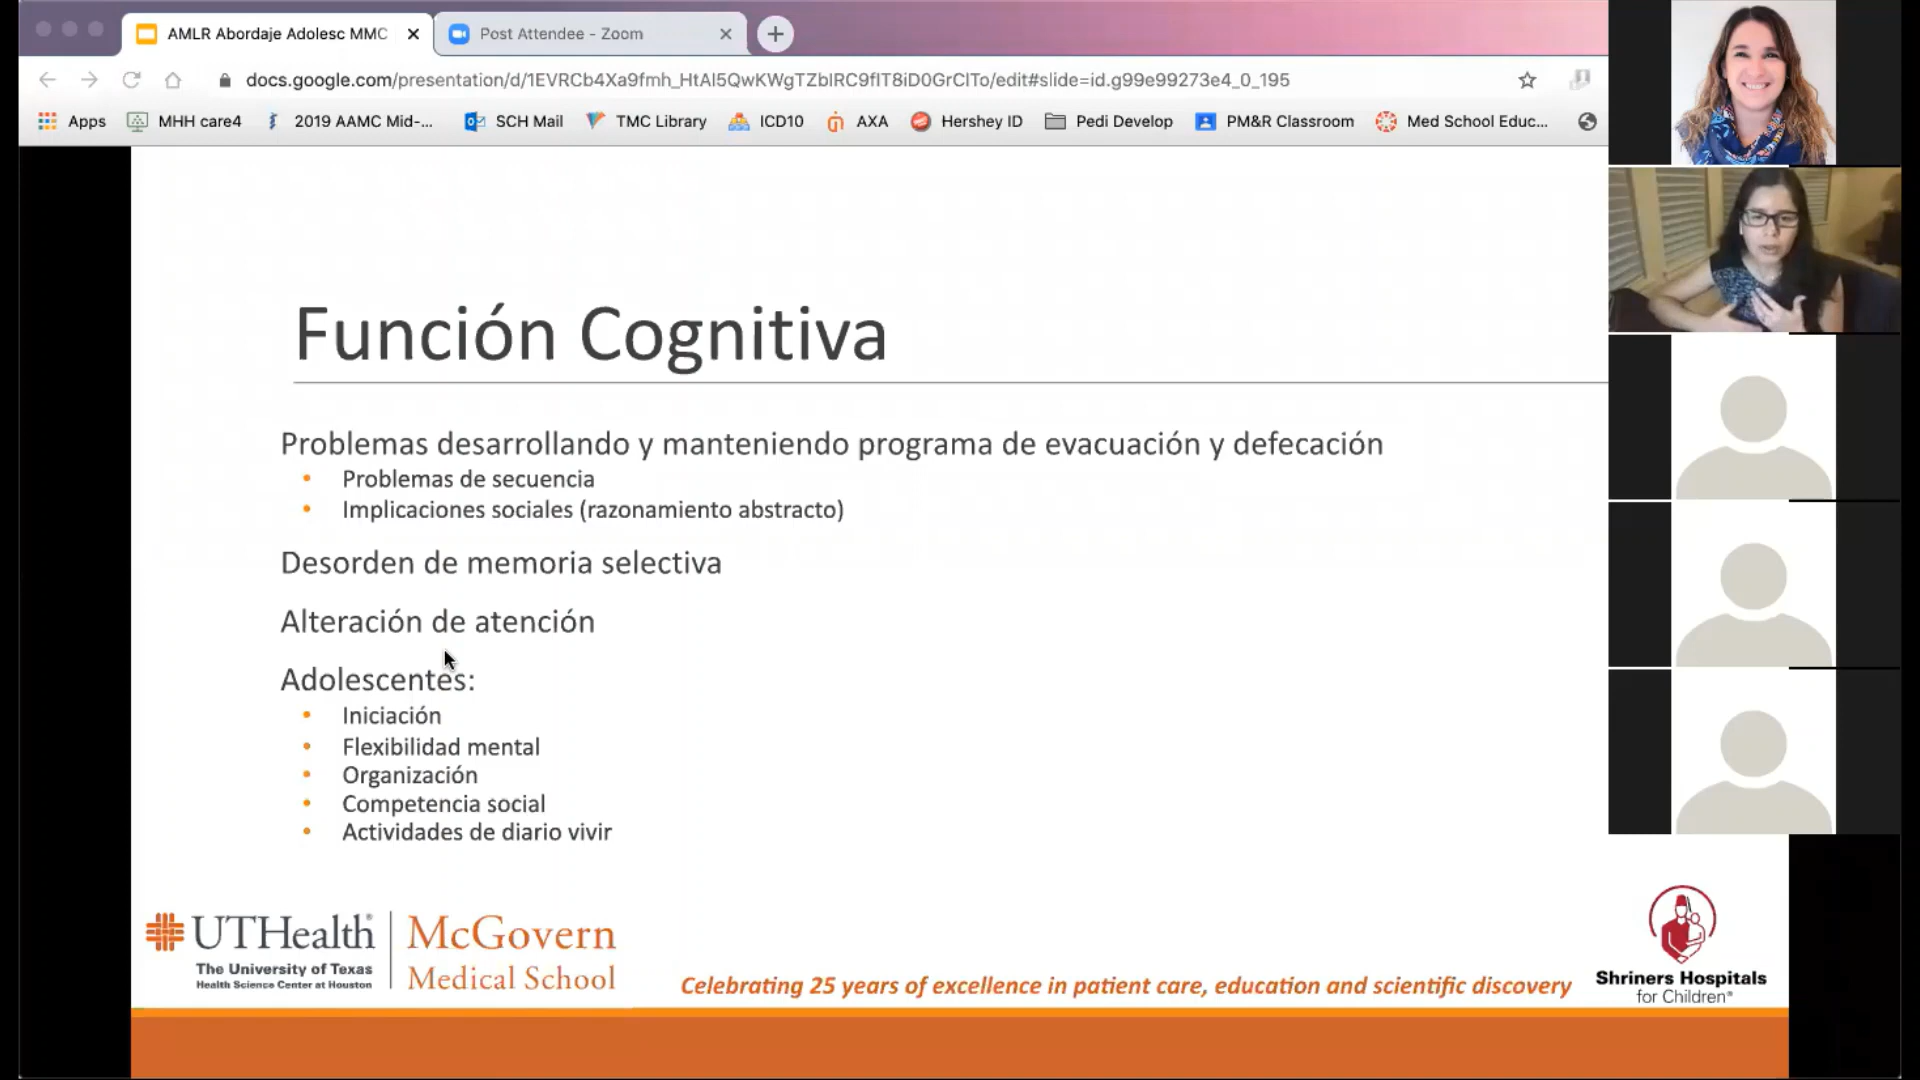 AMLR Abordaje Adolesc MMC
Post Attendee - Zoom
docs.google.com/presentation/d/1EVRCb4Xa9fmh_HtAl5QwKWgTZblRC9flT8iD0GrClTo/edit#slide=id.g99e99273e4_0_195
Apps MHH care4 2019 AAMC Mid-... SCH Mail TMC Library ICD10 AXA Hershey ID Pedi Develop PM&R Classroom Med School Educ...
Función Cognitiva
Problemas desarrollando y manteniendo programa de evacuación y defecación
• Problemas de secuencia
• Implicaciones sociales (razonamiento abstracto)
Desorden de memoria selectiva
Alteración de atención
Adolescentes:
• Iniciación
• Flexibilidad mental
• Organización
• Competencia social
• Actividades de diario vivir
UTHealth®
The University of Texas
Health Science Center at Houston
McGovern
Medical School
Celebrating 25 years of excellence in patient care, education and scientific discovery
Shriners Hospitals
for Children®